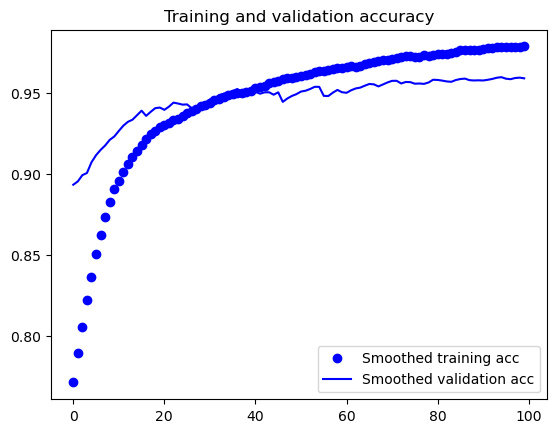 Training and validation accuracy
0.95
0.90
0.85
0.80
Smoothed training acc
Smoothed validation acc
0 20 40 60 80 100